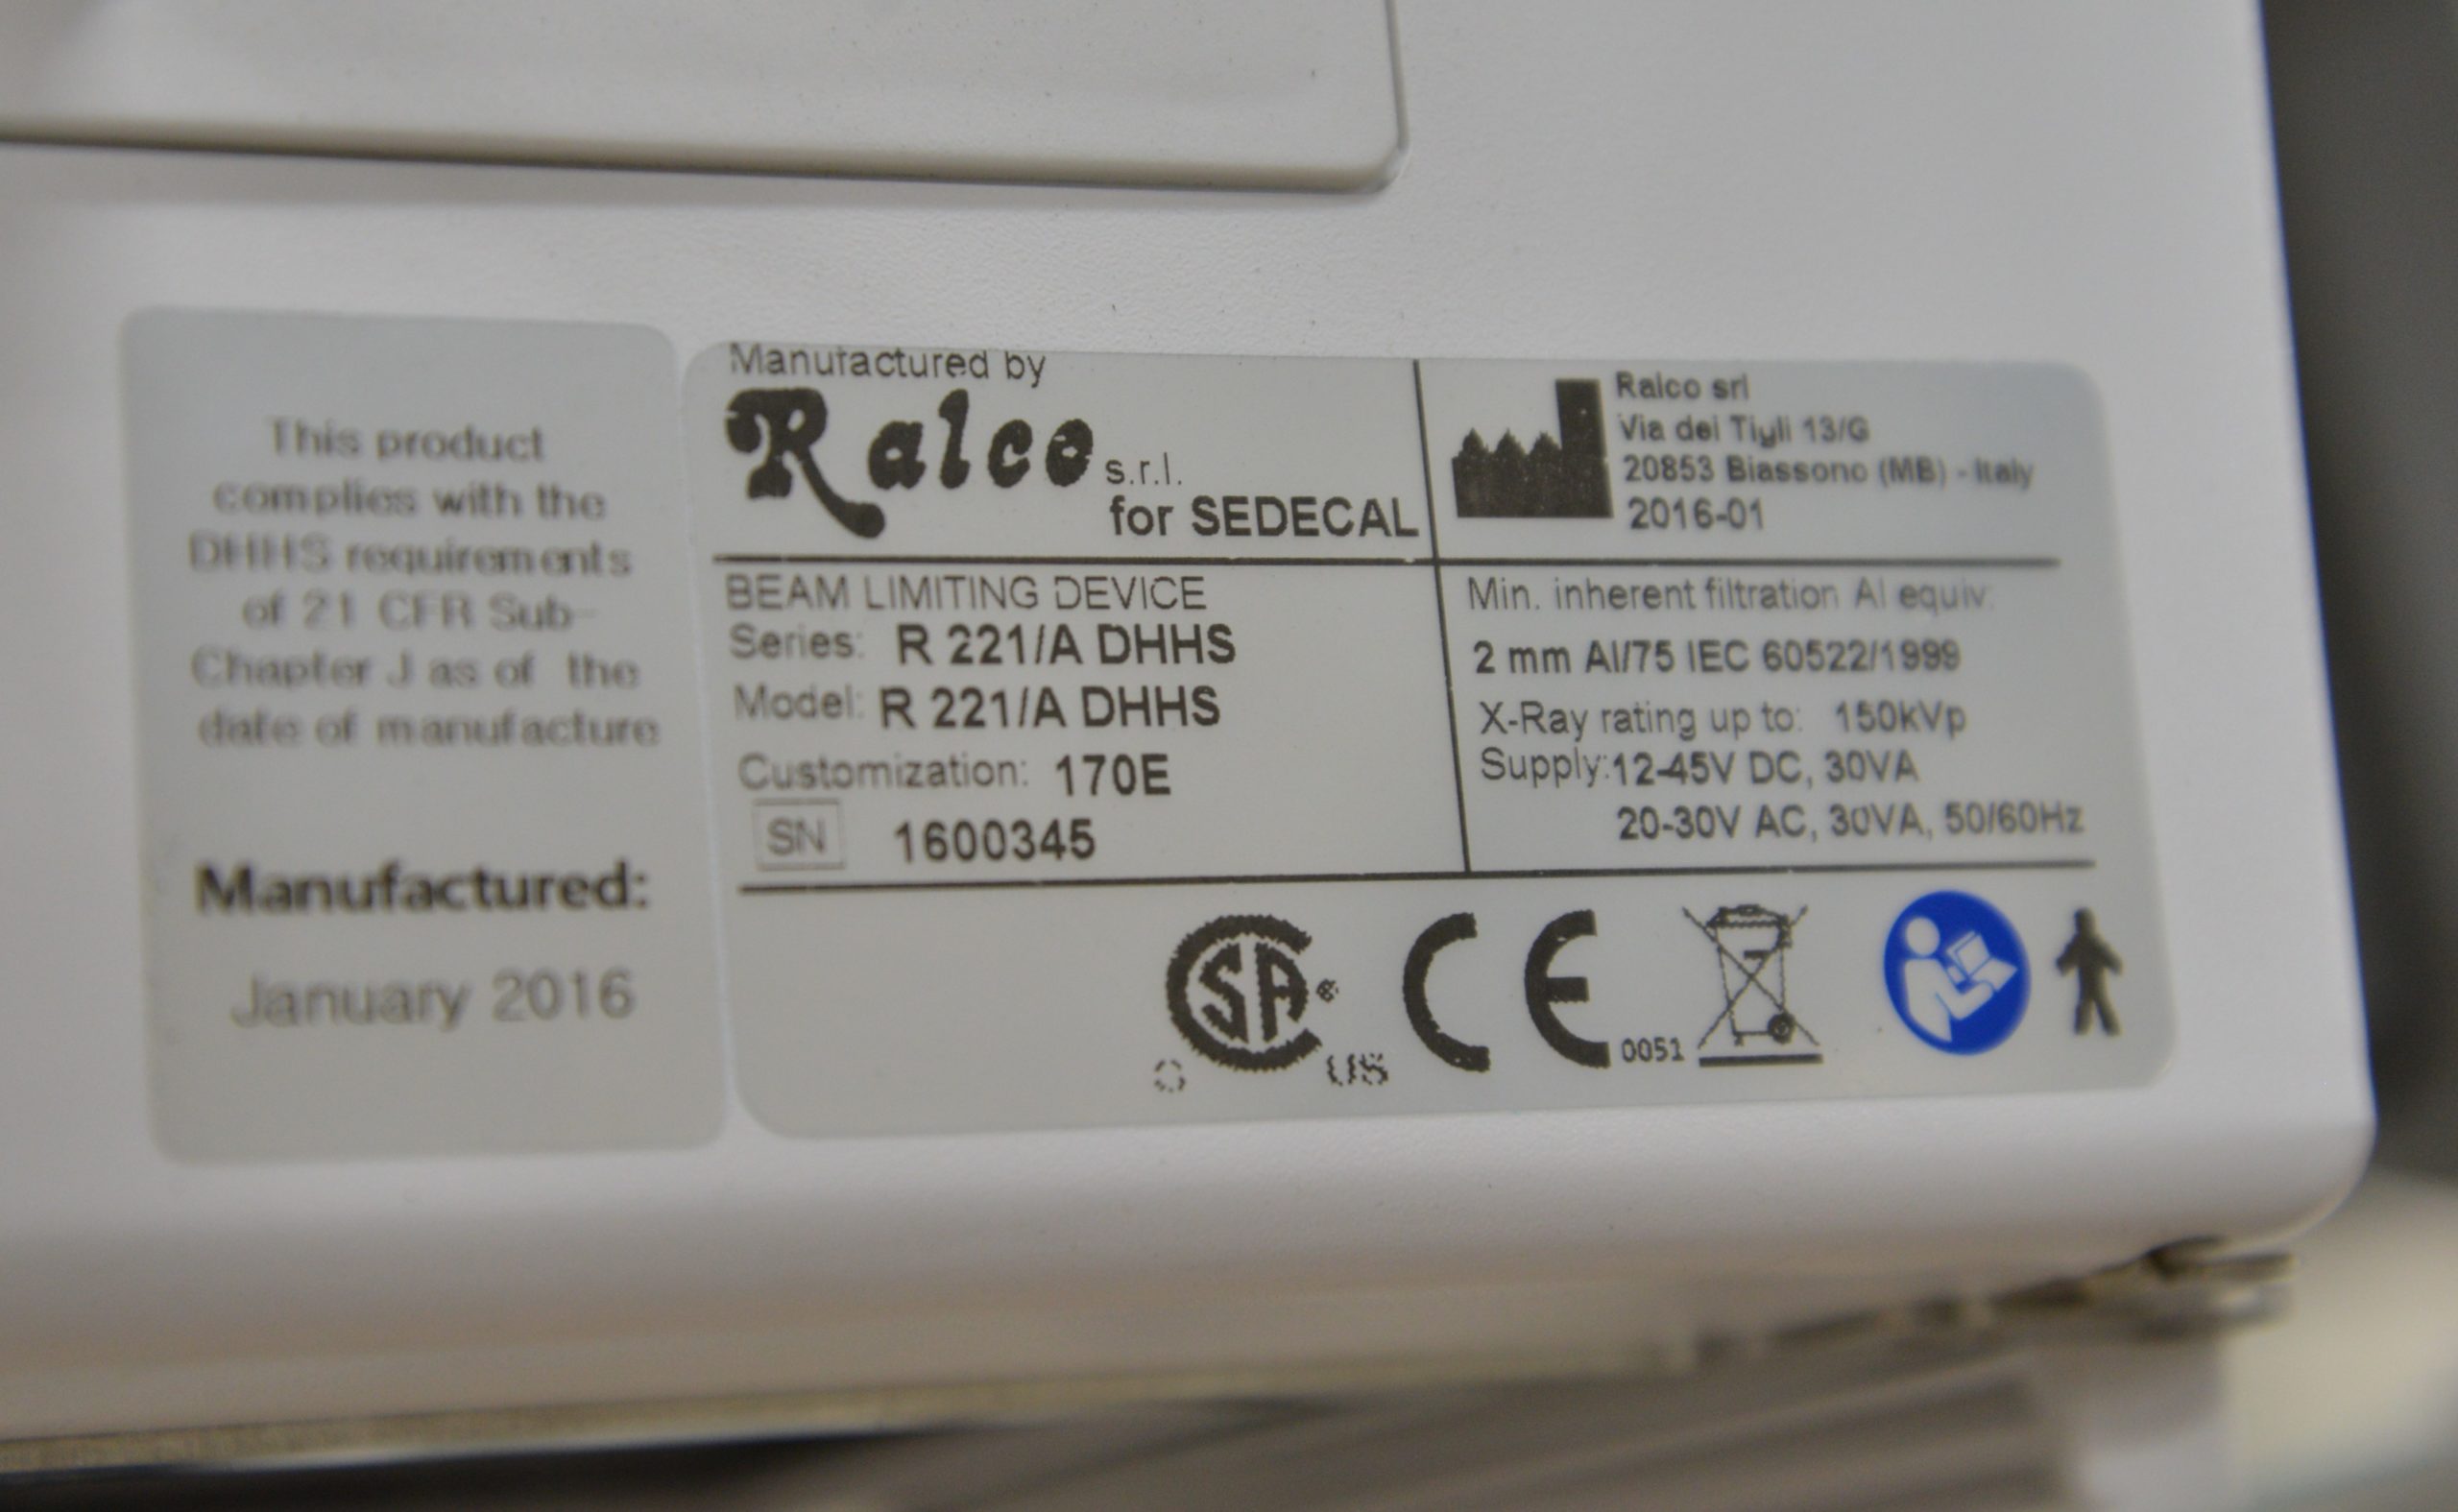 This product
complies with the
DHHS requirements
of 21 CFR Sub-
Chapter J as of the
date of manufacture
Manufactured:
January 2016
Manufactured by
Ralco s.r.l.
for SEDECAL
Ralco srl
Via dei Tigli 13/G
20853 Biassono (MB) - Italy
2016-01
BEAM LIMITING DEVICE
Series: R 221/A DHHS
Model: R 221/A DHHS
Customization: 170E
SN 1600345
Min. inherent filtration Al equiv.
2 mm Al/75 IEC 60522/1999
X-Ray rating up to: 150kVp
Supply:12-45V DC, 30VA
20-30V AC, 30VA, 50/60Hz
C SA ® US CE 0051